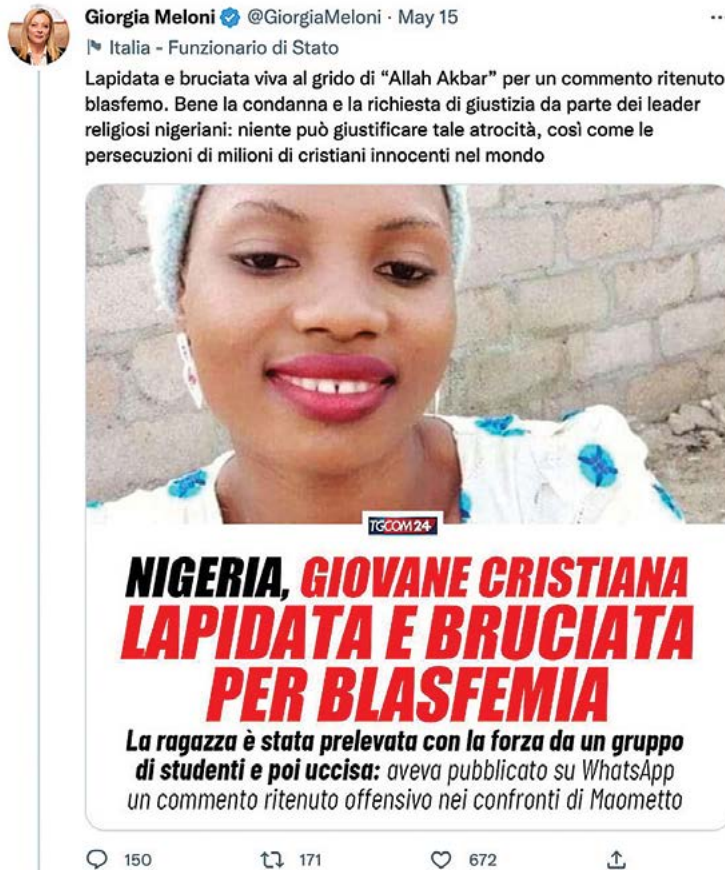 Giorgia Meloni @GiorgiaMeloni · May 15
Italia - Funzionario di Stato
Lapidata e bruciata viva al grido di “Allah Akbar” per un commento ritenuto
blasfemo. Bene la condanna e la richiesta di giustizia da parte dei leader
religiosi nigeriani: niente può giustificare tale atrocità, così come le
persecuzioni di milioni di cristiani innocenti nel mondo
TGCOM24
NIGERIA, GIOVANE CRISTIANA
LAPIDATA E BRUCIATA
PER BLASFEMIA
La ragazza è stata prelevata con la forza da un gruppo
di studenti e poi uccisa: aveva pubblicato su WhatsApp
un commento ritenuto offensivo nei confronti di Maometto
150 171 672